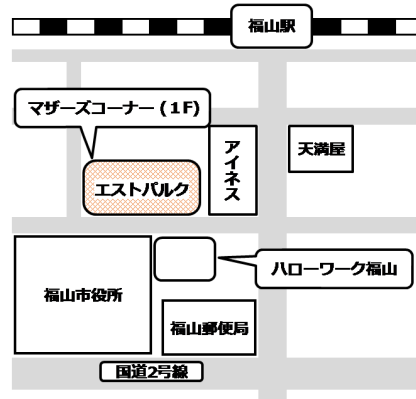 福山駅
マザーズコーナー(1F)
アイネス
天満屋
エストパルク
ハローワーク福山
福山市役所
福山郵便局
国道2号線